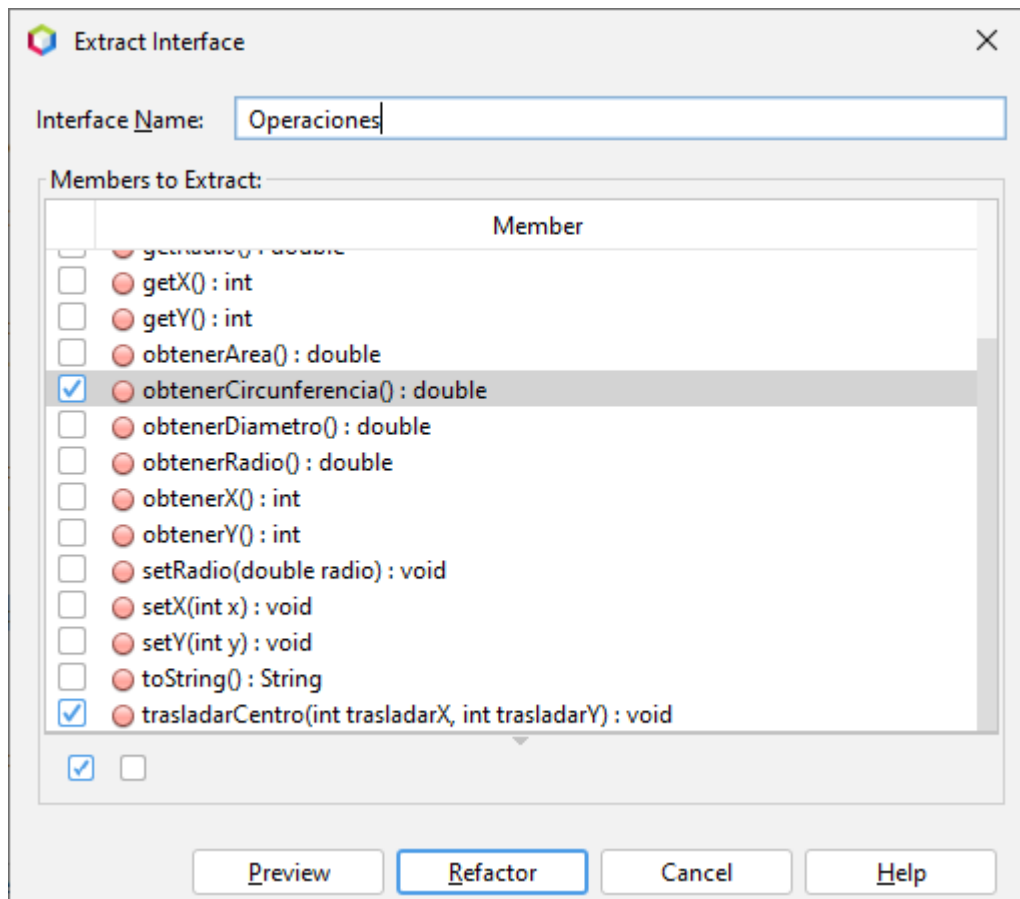 Extract Interface
Interface Name: Operaciones
Members to Extract:
Member
getRadio() : double
getX() : int
getY() : int
obtenerArea() : double
obtenerCircunferencia() : double
obtenerDiametro() : double
obtenerRadio() : double
obtenerX() : int
obtenerY() : int
setRadio(double radio) : void
setX(int x) : void
setY(int y) : void
toString() : String
trasladarCentro(int trasladarX, int trasladarY) : void
Preview Refactor Cancel Help